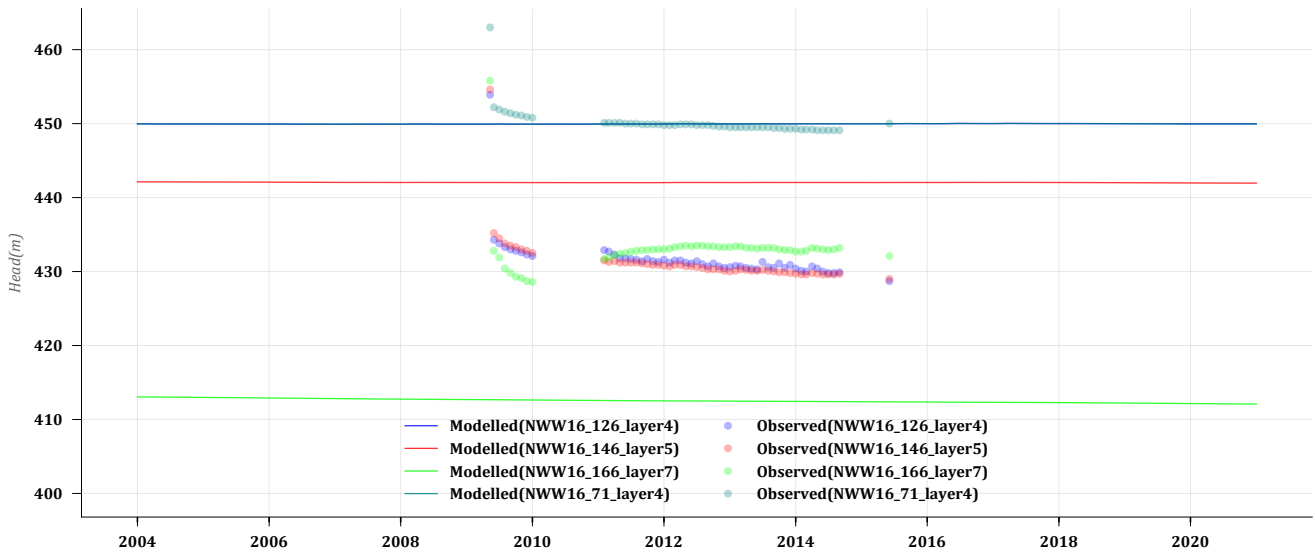 460
450
440
430
420
410
400
Head(m)
Modelled(NWW16_126_layer4)
Modelled(NWW16_146_layer5)
Modelled(NWW16_166_layer7)
Modelled(NWW16_71_layer4)
Observed(NWW16_126_layer4)
Observed(NWW16_146_layer5)
Observed(NWW16_166_layer7)
Observed(NWW16_71_layer4)
2004 2006 2008 2010 2012 2014 2016 2018 2020